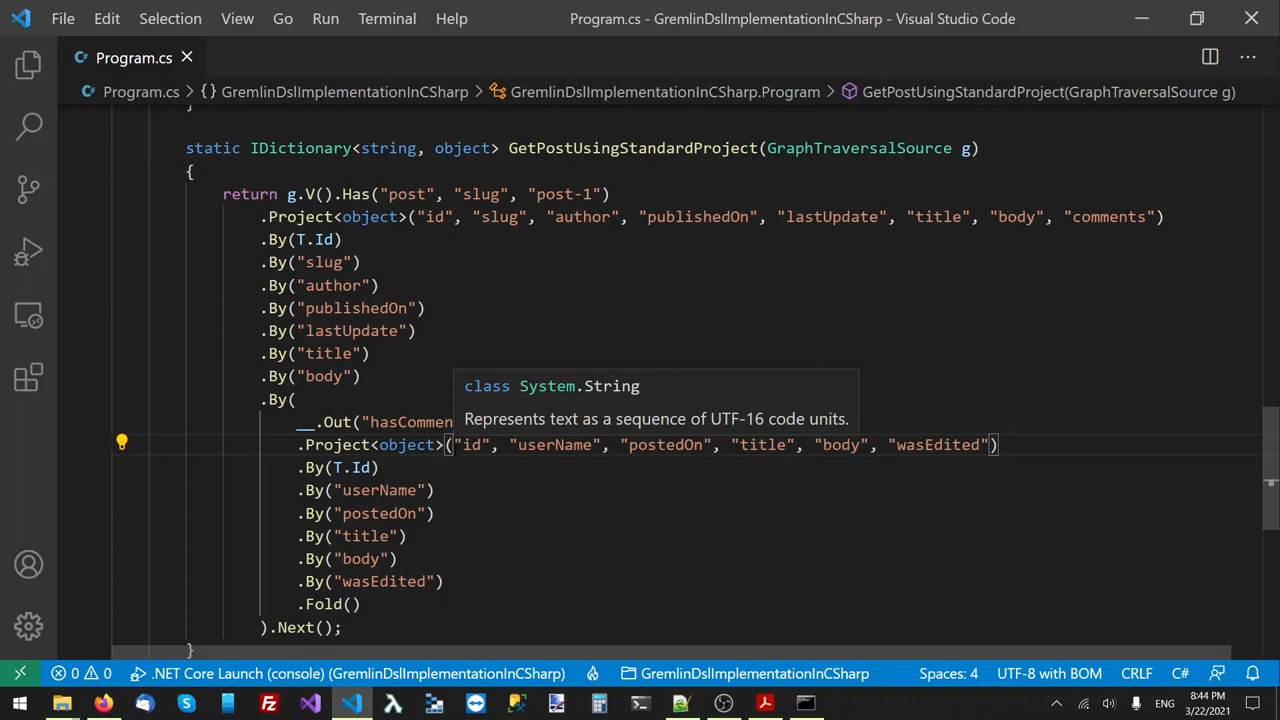 File Edit Selection View Go Run Terminal Help Program.cs - GremlinDslImplementationInCSharp - Visual Studio Code
C# Program.cs
C# Program.cs > {} GremlinDslImplementationInCSharp > GremlinDslImplementationInCSharp.Program > GetPostUsingStandardProject(GraphTraversalSource g)
}
static IDictionary<string, object> GetPostUsingStandardProject(GraphTraversalSource g)
{
return g.V().Has("post", "slug", "post-1")
.Project<object>("id", "slug", "author", "publishedOn", "lastUpdate", "title", "body", "comments")
.By(T.Id)
.By("slug")
.By("author")
.By("publishedOn")
.By("lastUpdate")
.By("title")
.By("body")
class System.String
.By(
Represents text as a sequence of UTF-16 code units.
__.Out("hasCommen
.Project<object>("id", "userName", "postedOn", "title", "body", "wasEdited")
.By(T.Id)
.By("userName")
.By("postedOn")
.By("title")
.By("body")
.By("wasEdited")
.Fold()
).Next();
}
0 0 .NET Core Launch (console) (GremlinDslImplementationInCSharp) GremlinDslImplementationInCSharp Spaces: 4 UTF-8 with BOM CRLF C#
ENG
8:44 PM
3/22/2021